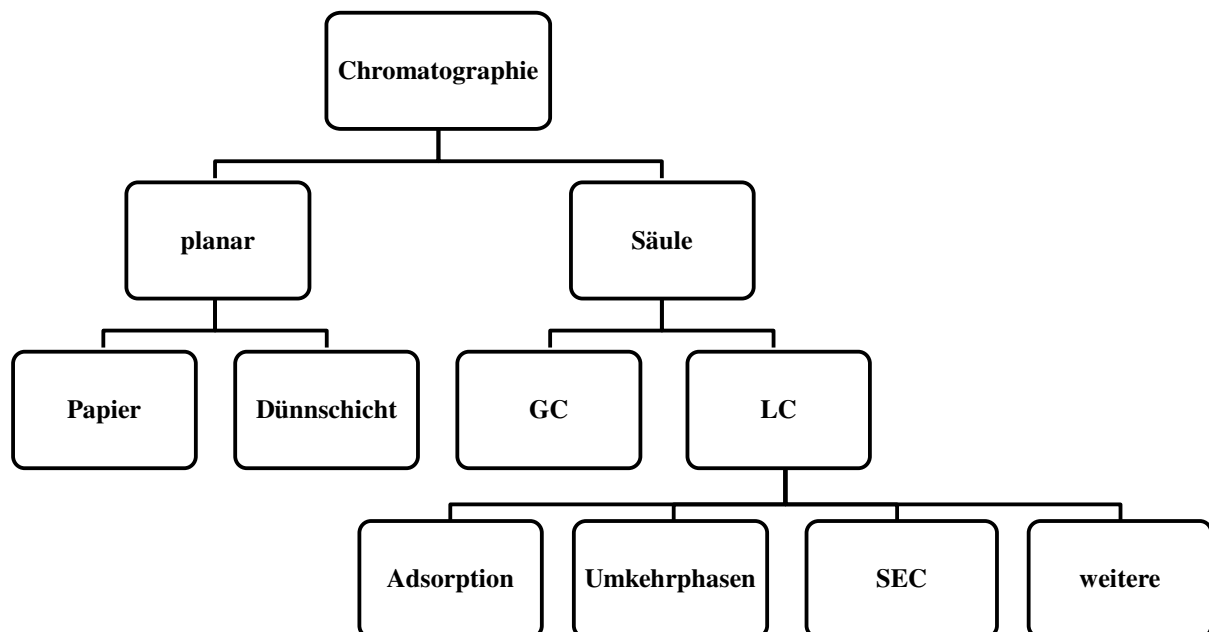 Chromatographie
planar
Säule
Papier
Dünnschicht
GC
LC
Adsorption
Umkehrphasen
SEC
weitere